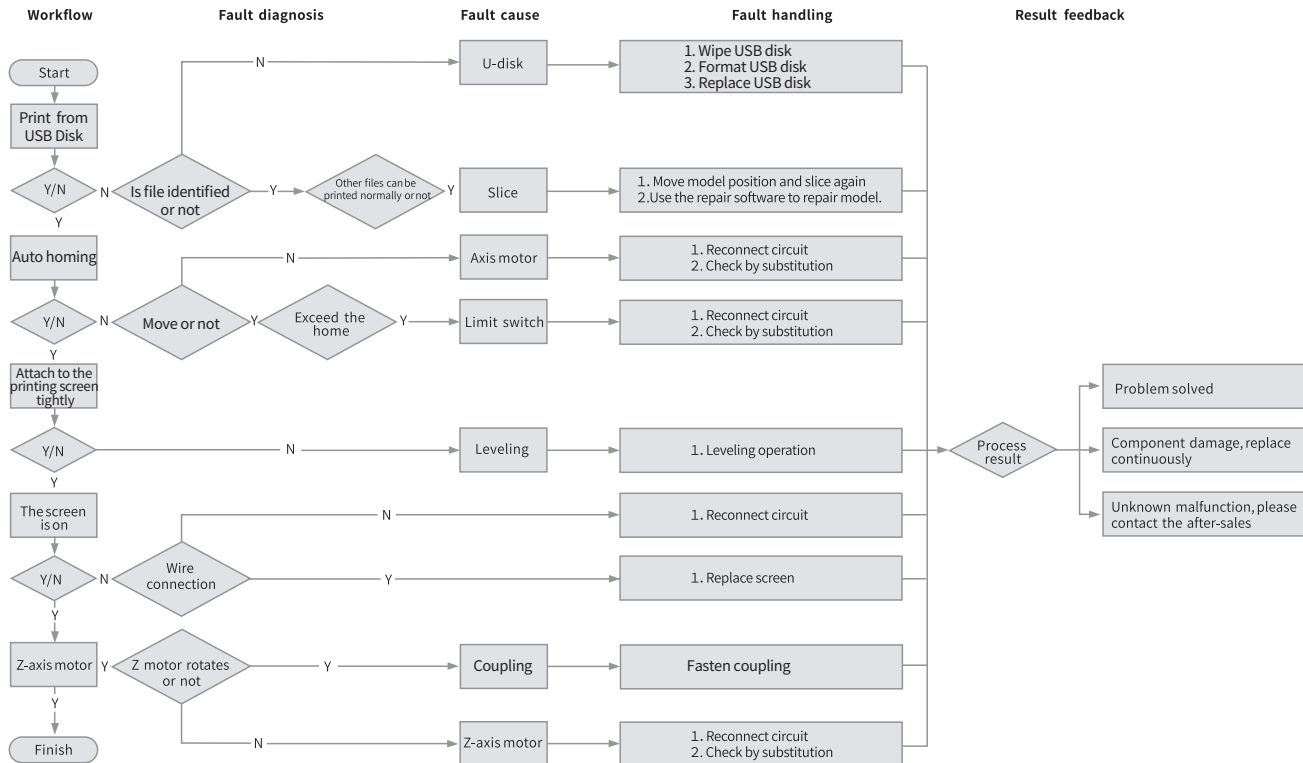 Workflow
Fault diagnosis
Fault cause
Fault handling
Result feedback
Start
Print from
USB Disk
Y/N
N
Is file identified
or not
N
Y
Other files can be
printed normally or not
Y
U-disk
1. Wipe USB disk
2. Format USB disk
3. Replace USB disk
Slice
1. Move model position and slice again
2.Use the repair software to repair model.
Y
Auto homing
Y/N
N
Move or not
N
Axis motor
1. Reconnect circuit
2. Check by substitution
Y
Exceed the
home
Y
Limit switch
1. Reconnect circuit
2. Check by substitution
Y
Attach to the
printing screen
tightly
Y/N
N
Leveling
1. Leveling operation
Process
result
Problem solved
Component damage, replace
continuously
Unknown malfunction, please
contact the after-sales
Y
The screen
is on
Y/N
N
Wire
connection
N
1. Reconnect circuit
Y
1. Replace screen
Y
Z-axis motor
Y
Z motor rotates
or not
Y
Coupling
Fasten coupling
Y
Finish
N
Z-axis motor
1. Reconnect circuit
2. Check by substitution